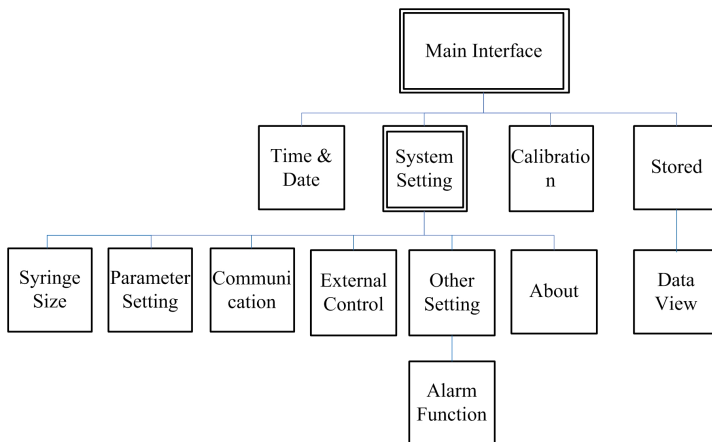 Main Interface
Time &
Date
System
Setting
Calibratio
n
Stored
Syringe
Size
Parameter
Setting
Communi
cation
External
Control
Other
Setting
About
Data
View
Alarm
Function